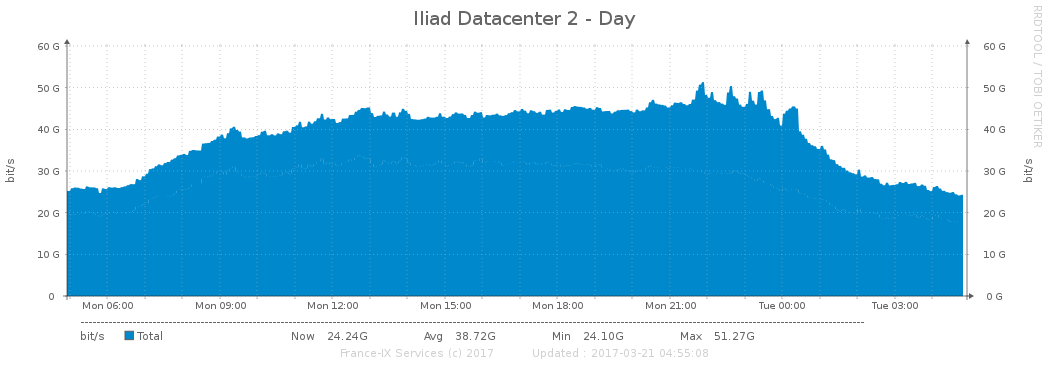 Iliad Datacenter 2 - Day
RRDTOOL / TOBI OETIKER
60 G 60 G
50 G 50 G
40 G 40 G
30 G 30 G
20 G 20 G
10 G 10 G
0 0 G
bit/s bit/s
Mon 06:00 Mon 09:00 Mon 12:00 Mon 15:00 Mon 18:00 Mon 21:00 Tue 00:00 Tue 03:00
bit/s Total Now 24.24G Avg 38.72G Min 24.10G Max 51.27G
France-IX Services (c) 2017 Updated : 2017-03-21 04:55:08